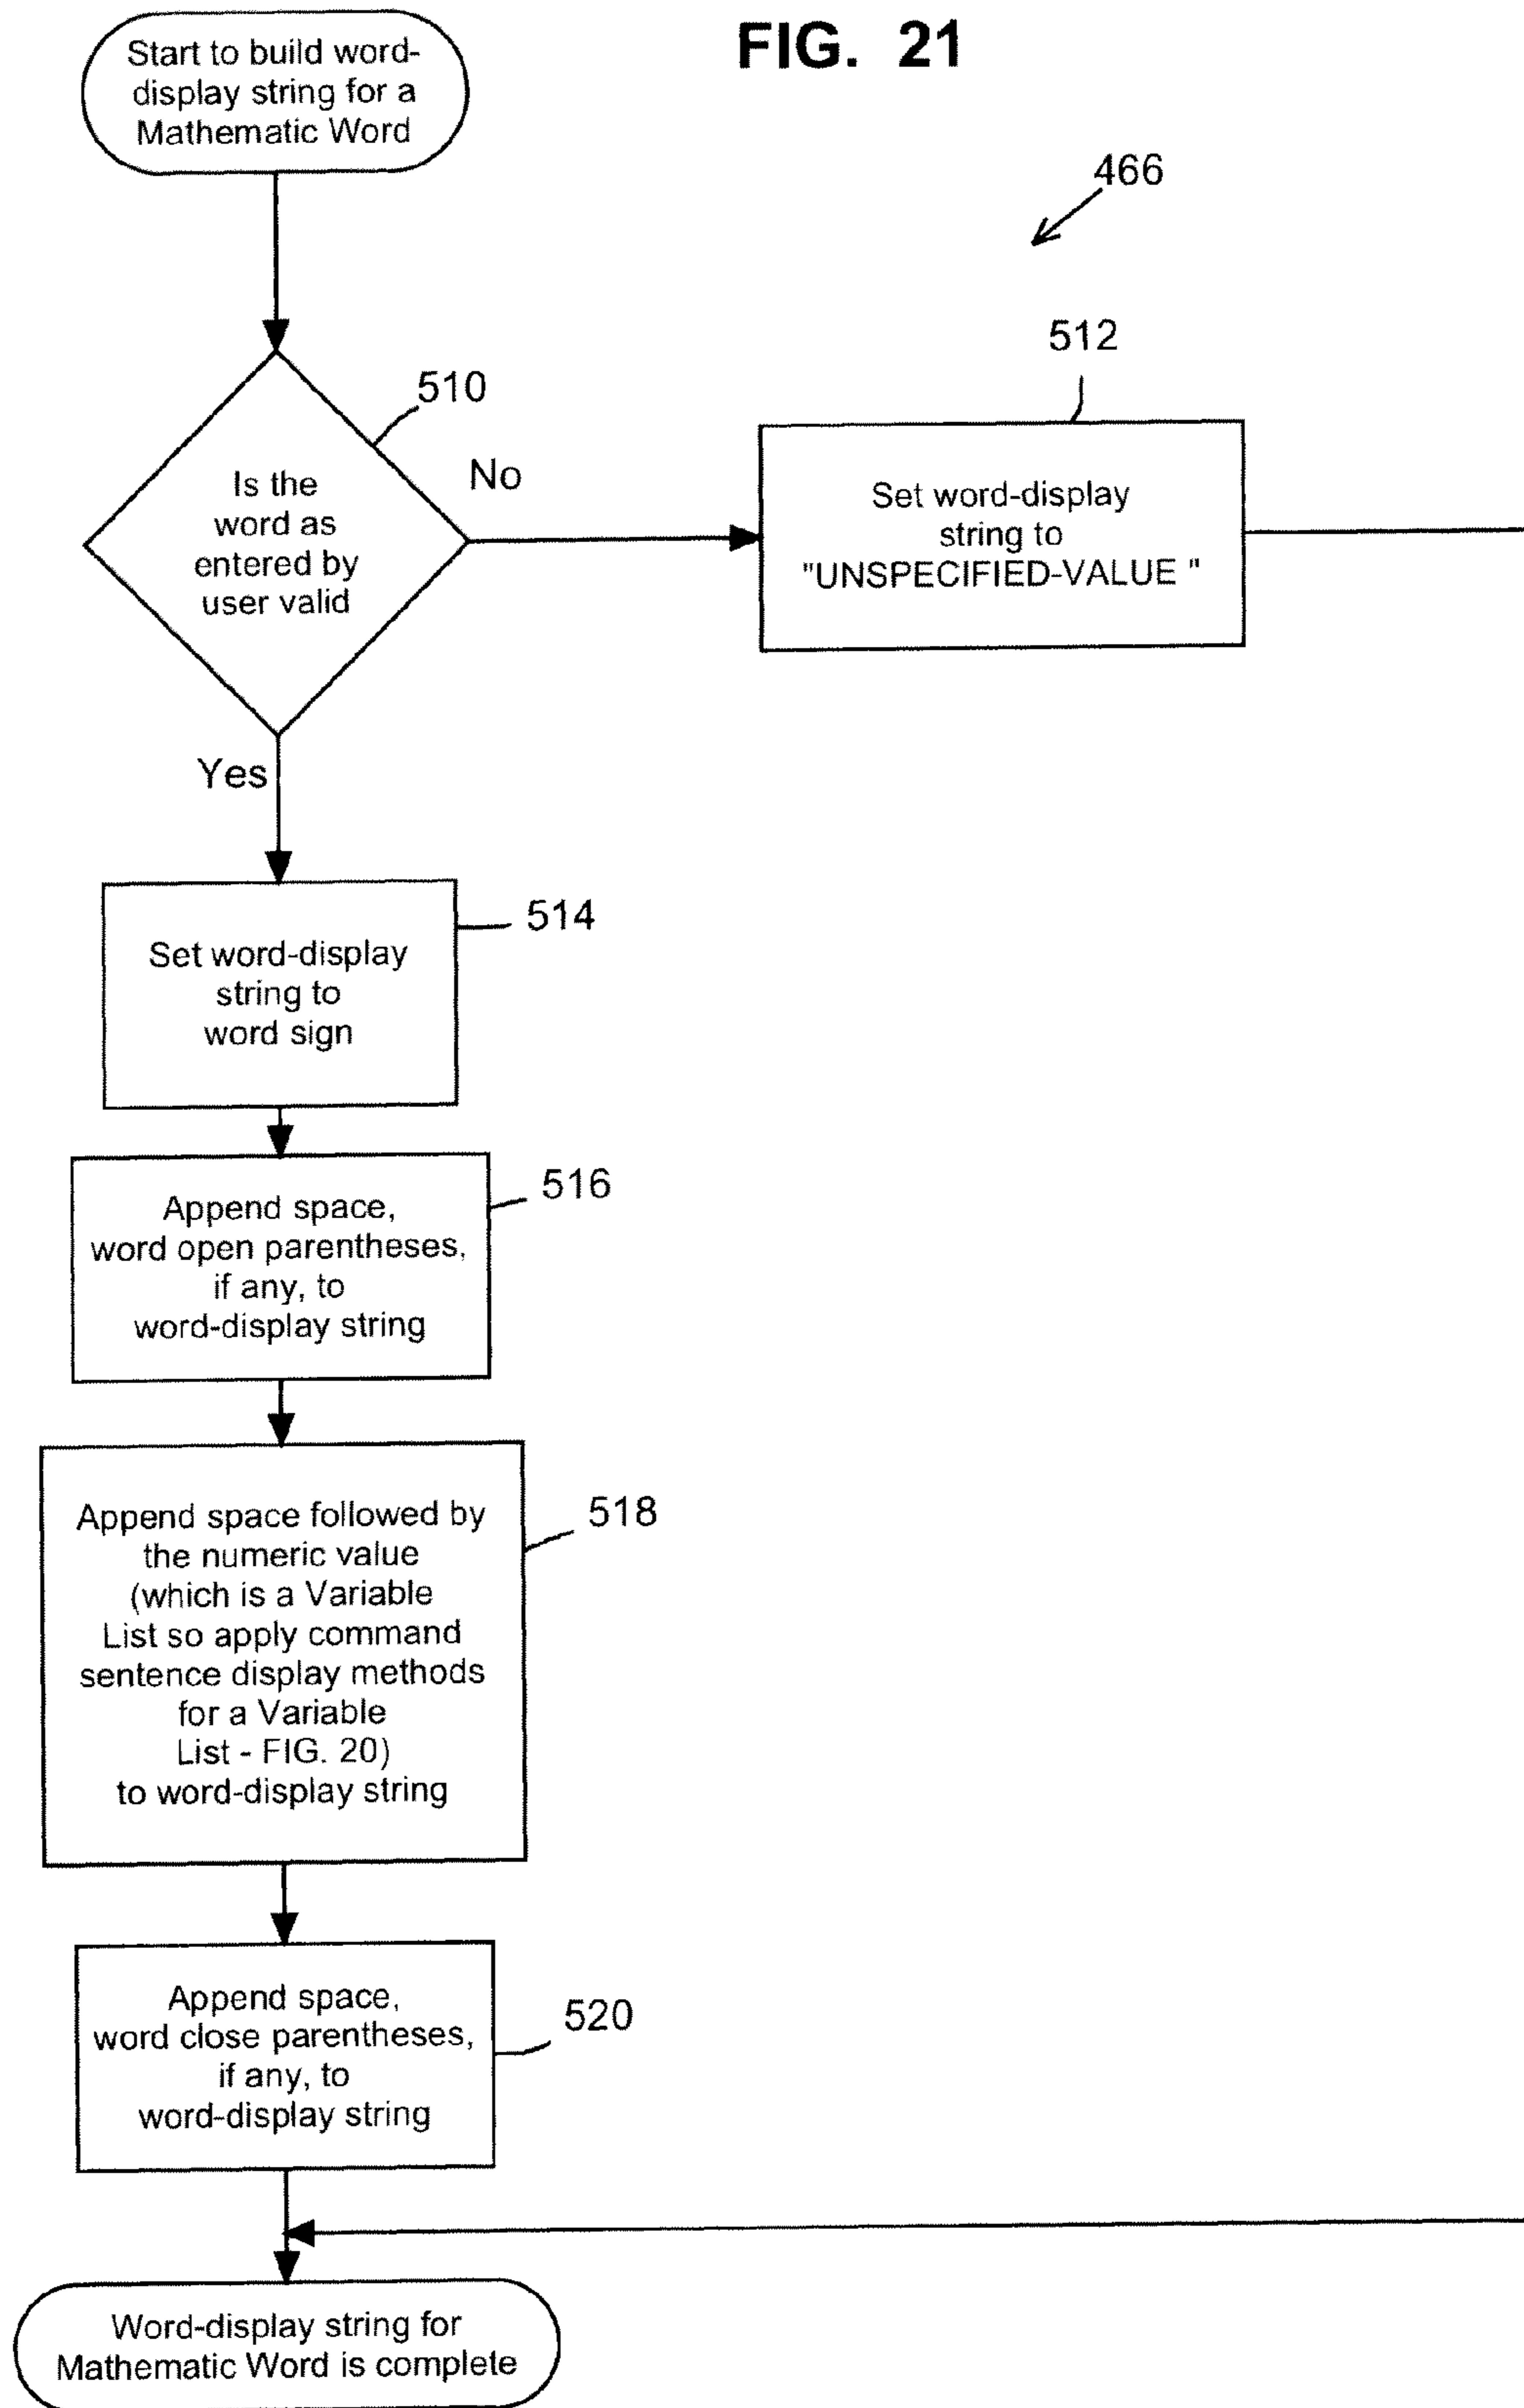 FIG. 21
Start to build word-
display string for a
Mathematic Word
466
510
Is the
word as
entered by
user valid
No
512
Set word-display
string to
"UNSPECIFIED-VALUE "
Yes
514
Set word-display
string to
word sign
516
Append space,
word open parentheses,
if any, to
word-display string
518
Append space followed by
the numeric value
(which is a Variable
List so apply command
sentence display methods
for a Variable
List - FIG. 20)
to word-display string
520
Append space,
word close parentheses,
if any, to
word-display string
Word-display string for
Mathematic Word is complete